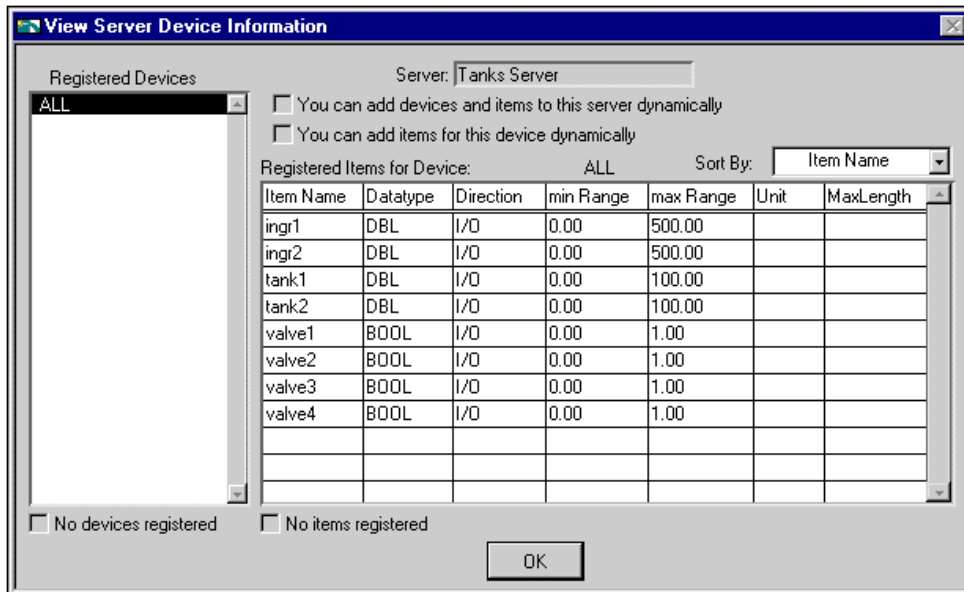 View Server Device Information
Registered Devices
ALL
No devices registered
Server: Tanks Server
You can add devices and items to this server dynamically
You can add items for this device dynamically
Registered Items for Device: ALL Sort By: Item Name
Item Name Datatype Direction min Range max Range Unit MaxLength
ingr1 DBL I/O 0.00 500.00
ingr2 DBL I/O 0.00 500.00
tank1 DBL I/O 0.00 100.00
tank2 DBL I/O 0.00 100.00
valve1 BOOL I/O 0.00 1.00
valve2 BOOL I/O 0.00 1.00
valve3 BOOL I/O 0.00 1.00
valve4 BOOL I/O 0.00 1.00
No items registered
OK